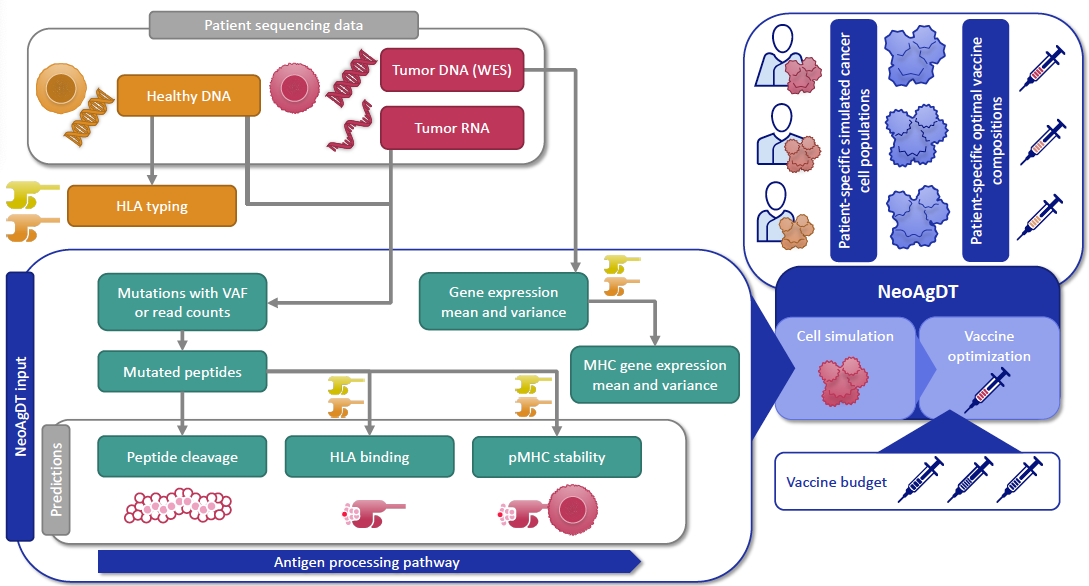 Patient sequencing data
Healthy DNA
Tumor DNA (WES)
Tumor RNA
HLA typing
NeoAgDT input
Mutations with VAF
or read counts
Gene expression
mean and variance
Mutated peptides
MHC gene expression
mean and variance
Predictions
Peptide cleavage
HLA binding
pMHC stability
Antigen processing pathway
Patient-specific simulated cancer
cell populations
Patient-specific optimal vaccine
compositions
NeoAgDT
Cell simulation
Vaccine
optimization
Vaccine budget